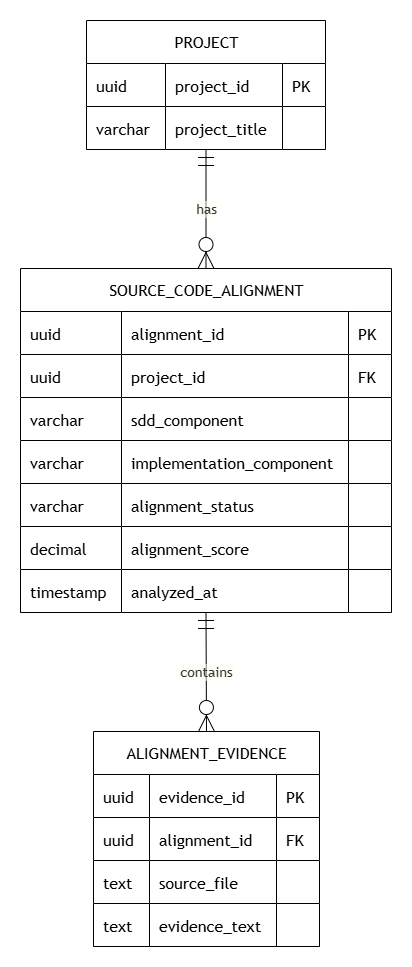 PROJECT
uuid project_id PK
varchar project_title
has
SOURCE_CODE_ALIGNMENT
uuid alignment_id PK
uuid project_id FK
varchar sdd_component
varchar implementation_component
varchar alignment_status
decimal alignment_score
timestamp analyzed_at
contains
ALIGNMENT_EVIDENCE
uuid evidence_id PK
uuid alignment_id FK
text source_file
text evidence_text